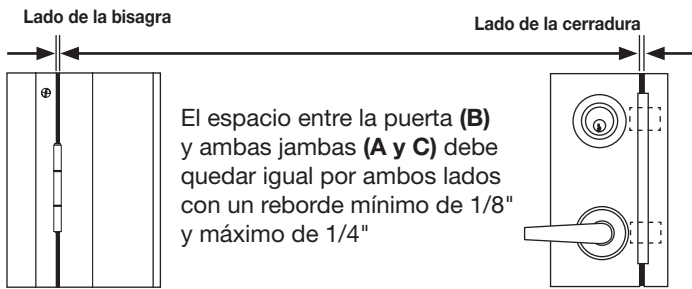 Lado de la bisagra
Lado de la cerradura
El espacio entre la puerta (B)
y ambas jambas (A y C) debe
quedar igual por ambos lados
con un reborde mínimo de 1/8"
y máximo de 1/4"